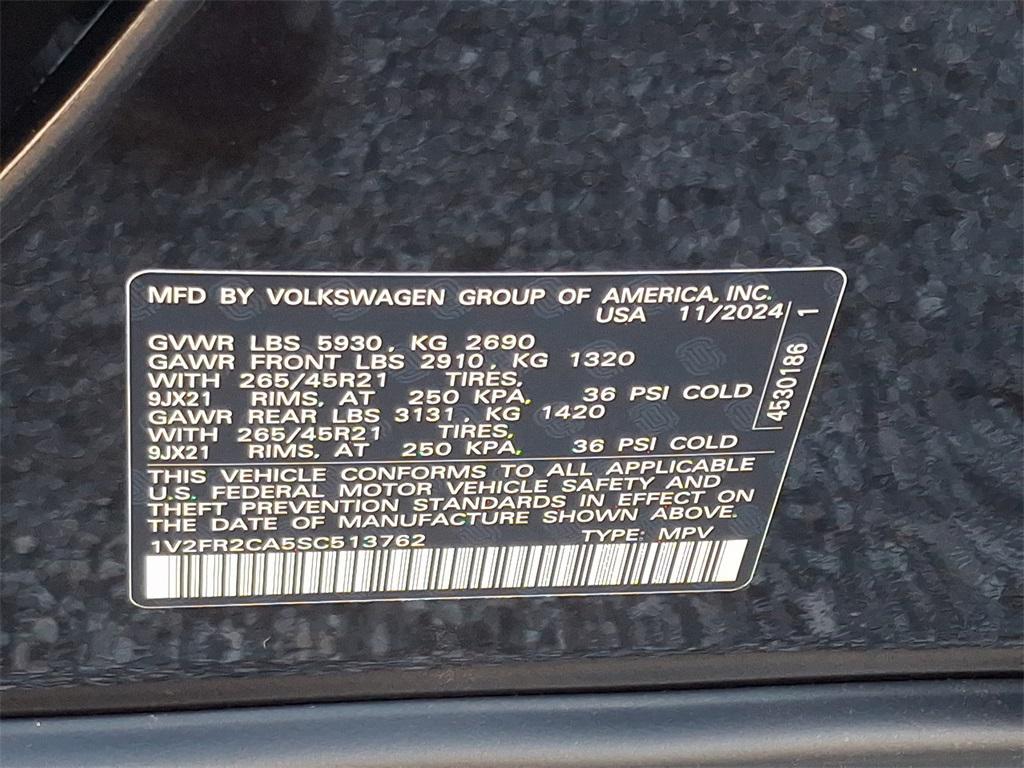 MFD BY VOLKSWAGEN GROUP OF AMERICA, INC.
USA 11/2024
GVWR LBS 5930, KG 2690
GAWR FRONT LBS 2910, KG 1320
WITH 265/45R21 TIRES,
9JX21 RIMS, AT 250 KPA, 36 PSI COLD
GAWR REAR LBS 3131, KG 1420
WITH 265/45R21 TIRES,
9JX21 RIMS, AT 250 KPA, 36 PSI COLD
4530186 1
THIS VEHICLE CONFORMS TO ALL APPLICABLE
U.S. FEDERAL MOTOR VEHICLE SAFETY AND
THEFT PREVENTION STANDARDS IN EFFECT ON
THE DATE OF MANUFACTURE SHOWN ABOVE.
1V2FR2CA5SC513762 TYPE: MPV